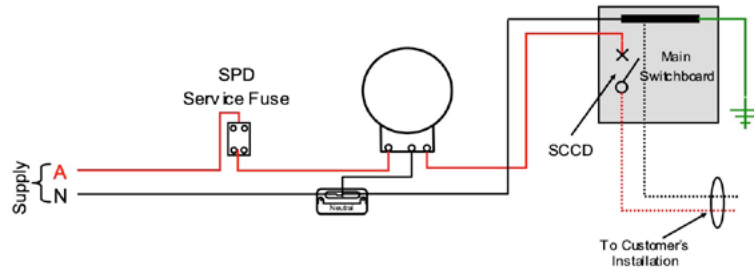 SPD
Service Fuse
Supply
A
N
Neutral
Main
Switchboard
SCCD
To Customer's
Installation